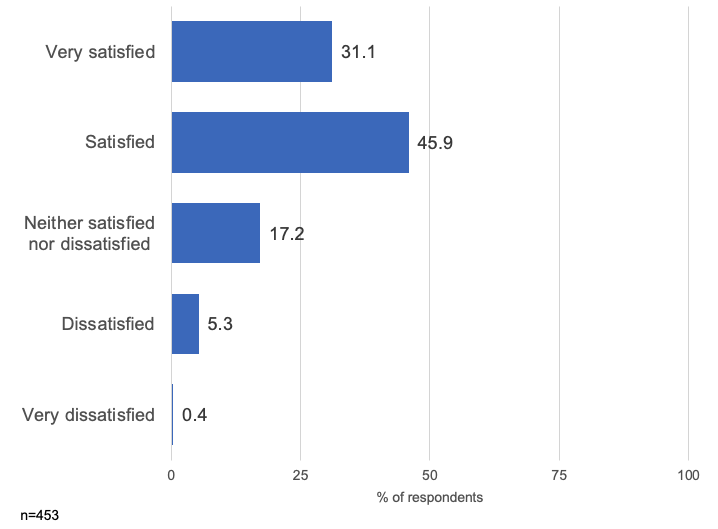 Very satisfied
31.1
Satisfied
45.9
Neither satisfied
nor dissatisfied
17.2
Dissatisfied
5.3
Very dissatisfied
0.4
0 25 50 75 100
% of respondents
n=453